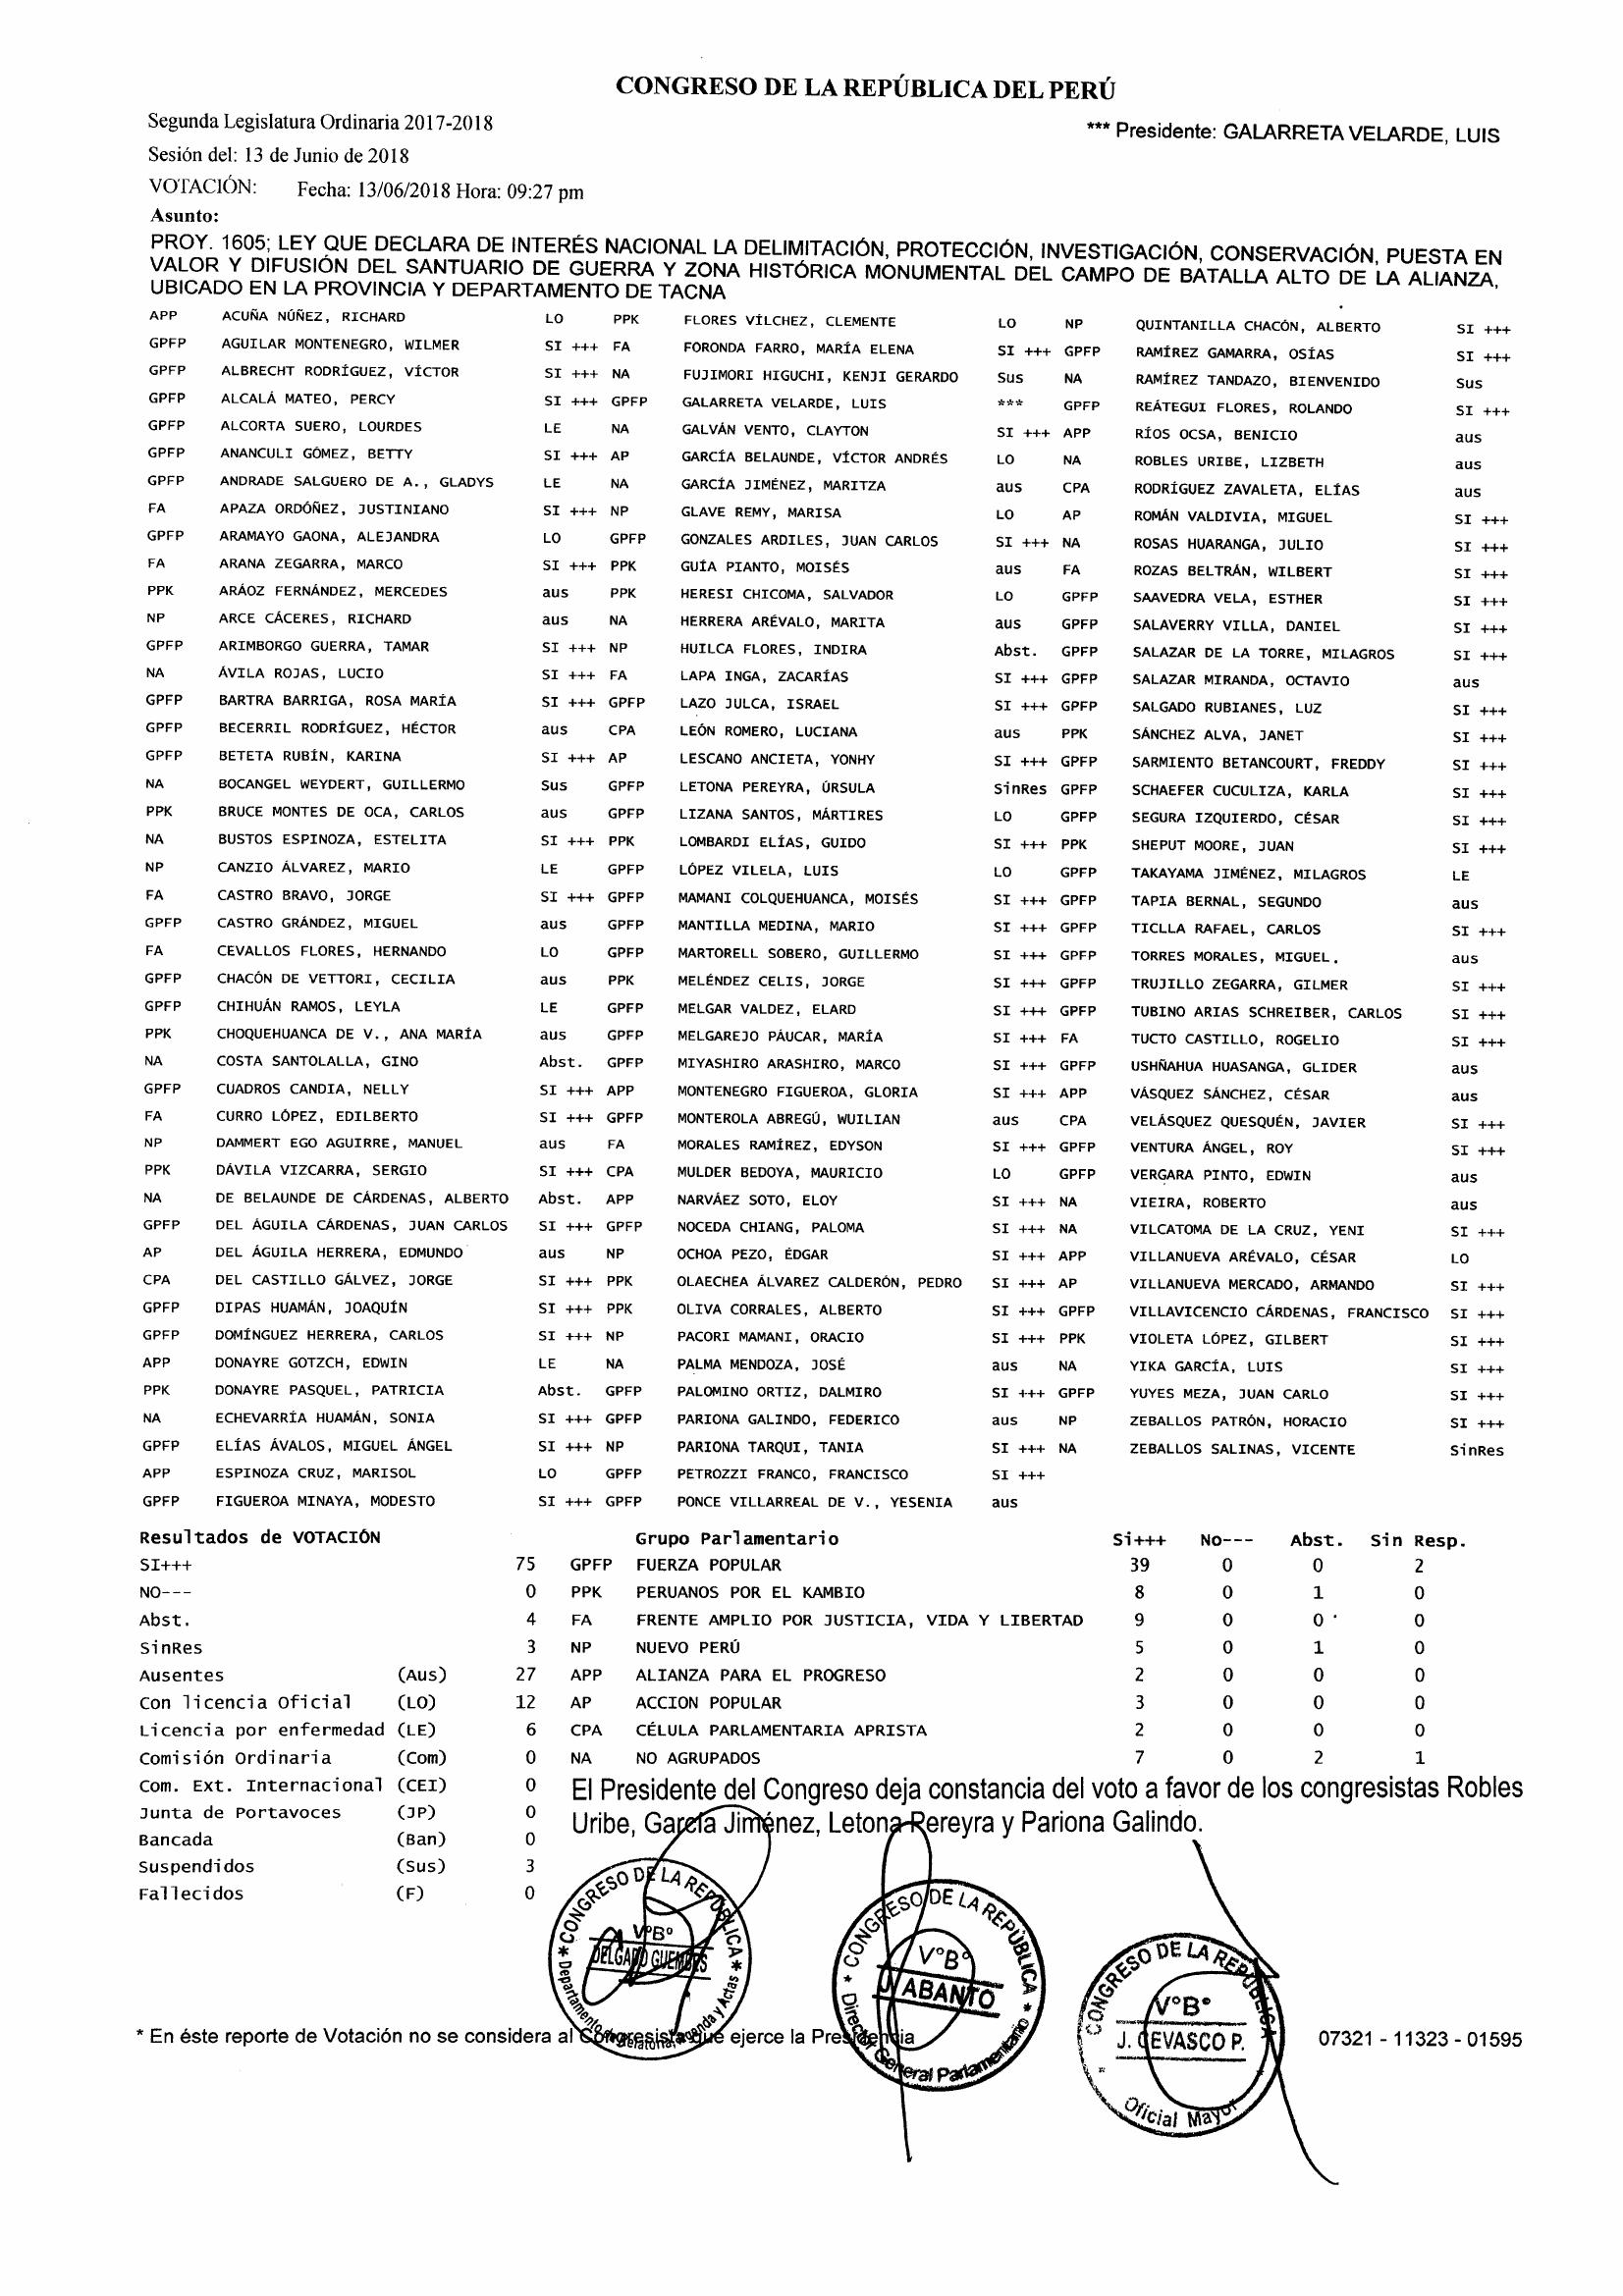 CONGRESO DE LA REPÚBLICA DEL PERÚ
Segunda Legislatura Ordinaria 2017-2018
*** Presidente: GALARRETA VELARDE, LUIS
Sesión del: 13 de Junio de 2018
VOTACIÓN: Fecha: 13/06/2018 Hora: 09:27 pm
Asunto:
PROY. 1605; LEY QUE DECLARA DE INTERÉS NACIONAL LA DELIMITACIÓN, PROTECCIÓN, INVESTIGACIÓN, CONSERVACIÓN, PUESTA EN
VALOR Y DIFUSIÓN DEL SANTUARIO DE GUERRA Y ZONA HISTÓRICA MONUMENTAL DEL CAMPO DE BATALLA ALTO DE LA ALIANZA,
UBICADO EN LA PROVINCIA Y DEPARTAMENTO DE TACNA
APP ACUÑA NÚÑEZ, RICHARD LO PPK FLORES VÍLCHEZ, CLEMENTE LO NP QUINTANILLA CHACÓN, ALBERTO SI +++
GPFP AGUILAR MONTENEGRO, WILMER SI +++ FA FORONDA FARRO, MARÍA ELENA SI +++ GPFP RAMÍREZ GAMARRA, OSÍAS SI +++
GPFP ALBRECHT RODRÍGUEZ, VÍCTOR SI +++ NA FUJIMORI HIGUCHI, KENJI GERARDO Sus NA RAMÍREZ TANDAZO, BIENVENIDO Sus
GPFP ALCALÁ MATEO, PERCY SI +++ GPFP GALARRETA VELARDE, LUIS *** GPFP REÁTEGUI FLORES, ROLANDO SI +++
GPFP ALCORTA SUERO, LOURDES LE NA GALVÁN VENTO, CLAYTON SI +++ APP RÍOS OCSA, BENICIO aus
GPFP ANANCULI GÓMEZ, BETTY SI +++ AP GARCÍA BELAUNDE, VÍCTOR ANDRÉS LO NA ROBLES URIBE, LIZBETH aus
GPFP ANDRADE SALGUERO DE A., GLADYS LE NA GARCÍA JIMÉNEZ, MARITZA aus CPA RODRÍGUEZ ZAVALETA, ELÍAS aus
FA APAZA ORDÓÑEZ, JUSTINIANO SI +++ NP GLAVE REMY, MARISA LO AP ROMÁN VALDIVIA, MIGUEL SI +++
GPFP ARAMAYO GAONA, ALEJANDRA LO GPFP GONZALES ARDILES, JUAN CARLOS SI +++ NA ROSAS HUARANGA, JULIO SI +++
FA ARANA ZEGARRA, MARCO SI +++ PPK GUÍA PIANTO, MOISÉS aus FA ROZAS BELTRÁN, WILBERT SI +++
PPK ARÁOZ FERNÁNDEZ, MERCEDES aus PPK HERESI CHICOMA, SALVADOR LO GPFP SAAVEDRA VELA, ESTHER SI +++
NP ARCE CÁCERES, RICHARD aus NA HERRERA ARÉVALO, MARITA aus GPFP SALAVERRY VILLA, DANIEL SI +++
GPFP ARIMBORGO GUERRA, TAMAR SI +++ NP HUILCA FLORES, INDIRA Abst. GPFP SALAZAR DE LA TORRE, MILAGROS SI +++
NA ÁVILA ROJAS, LUCIO SI +++ FA LAPA INGA, ZACARÍAS SI +++ GPFP SALAZAR MIRANDA, OCTAVIO aus
GPFP BARTRA BARRIGA, ROSA MARÍA SI +++ GPFP LAZO JULCA, ISRAEL SI +++ GPFP SALGADO RUBIANES, LUZ SI +++
GPFP BECERRIL RODRÍGUEZ, HÉCTOR aus CPA LEÓN ROMERO, LUCIANA aus PPK SÁNCHEZ ALVA, JANET SI +++
GPFP BETETA RUBÍN, KARINA SI +++ AP LESCANO ANCIETA, YONHY SI +++ GPFP SARMIENTO BETANCOURT, FREDDY SI +++
NA BOCANGEL WEYDERT, GUILLERMO Sus GPFP LETONA PEREYRA, ÚRSULA SinRes GPFP SCHAEFER CUCULIZA, KARLA SI +++
PPK BRUCE MONTES DE OCA, CARLOS aus GPFP LIZANA SANTOS, MÁRTIRES LO GPFP SEGURA IZQUIERDO, CÉSAR SI +++
NA BUSTOS ESPINOZA, ESTELITA SI +++ PPK LOMBARDI ELÍAS, GUIDO SI +++ PPK SHEPUT MOORE, JUAN SI +++
NP CANZIO ÁLVAREZ, MARIO LE GPFP LÓPEZ VILELA, LUIS LO GPFP TAKAYAMA JIMÉNEZ, MILAGROS LE
FA CASTRO BRAVO, JORGE SI +++ GPFP MAMANI COLQUEHUANCA, MOISÉS SI +++ GPFP TAPIA BERNAL, SEGUNDO aus
GPFP CASTRO GRÁNDEZ, MIGUEL aus GPFP MANTILLA MEDINA, MARIO SI +++ GPFP TICLLA RAFAEL, CARLOS SI +++
FA CEVALLOS FLORES, HERNANDO LO GPFP MARTORELL SOBERO, GUILLERMO SI +++ GPFP TORRES MORALES, MIGUEL. aus
GPFP CHACÓN DE VETTORI, CECILIA aus PPK MELÉNDEZ CELIS, JORGE SI +++ GPFP TRUJILLO ZEGARRA, GILMER SI +++
GPFP CHIHUÁN RAMOS, LEYLA LE GPFP MELGAR VALDEZ, ELARD SI +++ GPFP TUBINO ARIAS SCHREIBER, CARLOS SI +++
PPK CHOQUEHUANCA DE V., ANA MARÍA aus GPFP MELGAREJO PÁUCAR, MARÍA SI +++ FA TUCTO CASTILLO, ROGELIO SI +++
NA COSTA SANTOLALLA, GINO Abst. GPFP MIYASHIRO ARASHIRO, MARCO SI +++ GPFP USHÑAHUA HUASANGA, GLIDER aus
GPFP CUADROS CANDIA, NELLY SI +++ APP MONTENEGRO FIGUEROA, GLORIA SI +++ APP VÁSQUEZ SÁNCHEZ, CÉSAR aus
FA CURRO LÓPEZ, EDILBERTO SI +++ GPFP MONTEROLA ABREGÚ, WUILIAN aus CPA VELÁSQUEZ QUESQUÉN, JAVIER SI +++
NP DAMMERT EGO AGUIRRE, MANUEL aus FA MORALES RAMÍREZ, EDYSON SI +++ GPFP VENTURA ÁNGEL, ROY SI +++
PPK DÁVILA VIZCARRA, SERGIO SI +++ CPA MULDER BEDOYA, MAURICIO LO GPFP VERGARA PINTO, EDWIN aus
NA DE BELAUNDE DE CÁRDENAS, ALBERTO Abst. APP NARVÁEZ SOTO, ELOY SI +++ NA VIEIRA, ROBERTO aus
GPFP DEL ÁGUILA CÁRDENAS, JUAN CARLOS SI +++ GPFP NOCEDA CHIANG, PALOMA SI +++ NA VILCATOMA DE LA CRUZ, YENI SI +++
AP DEL ÁGUILA HERRERA, EDMUNDO aus NP OCHOA PEZO, ÉDGAR SI +++ APP VILLANUEVA ARÉVALO, CÉSAR LO
CPA DEL CASTILLO GÁLVEZ, JORGE SI +++ PPK OLAECHEA ÁLVAREZ CALDERÓN, PEDRO SI +++ AP VILLANUEVA MERCADO, ARMANDO SI +++
GPFP DIPAS HUAMÁN, JOAQUÍN SI +++ PPK OLIVA CORRALES, ALBERTO SI +++ GPFP VILLAVICENCIO CÁRDENAS, FRANCISCO SI +++
GPFP DOMÍNGUEZ HERRERA, CARLOS SI +++ NP PACORI MAMANI, ORACIO SI +++ PPK VIOLETA LÓPEZ, GILBERT SI +++
APP DONAYRE GOTZCH, EDWIN LE NA PALMA MENDOZA, JOSÉ aus NA YIKA GARCÍA, LUIS SI +++
PPK DONAYRE PASQUEL, PATRICIA Abst. GPFP PALOMINO ORTIZ, DALMIRO SI +++ GPFP YUYES MEZA, JUAN CARLO SI +++
NA ECHEVARRÍA HUAMÁN, SONIA SI +++ GPFP PARIONA GALINDO, FEDERICO aus NP ZEBALLOS PATRÓN, HORACIO SI +++
GPFP ELÍAS ÁVALOS, MIGUEL ÁNGEL SI +++ NP PARIONA TARQUI, TANIA SI +++ NA ZEBALLOS SALINAS, VICENTE SinRes
APP ESPINOZA CRUZ, MARISOL LO GPFP PETROZZI FRANCO, FRANCISCO SI +++
GPFP FIGUEROA MINAYA, MODESTO SI +++ GPFP PONCE VILLARREAL DE V., YESENIA aus
Resultados de VOTACIÓN Grupo Parlamentario Si+++ No--- Abst. Sin Resp.
SI+++ 75 GPFP FUERZA POPULAR 39 0 0 2
NO--- 0 PPK PERUANOS POR EL KAMBIO 8 0 1 0
Abst. 4 FA FRENTE AMPLIO POR JUSTICIA, VIDA Y LIBERTAD 9 0 0 0
SinRes 3 NP NUEVO PERÚ 5 0 1 0
Ausentes (Aus) 27 APP ALIANZA PARA EL PROGRESO 2 0 0 0
Con licencia Oficial (LO) 12 AP ACCION POPULAR 3 0 0 0
Licencia por enfermedad (LE) 6 CPA CÉLULA PARLAMENTARIA APRISTA 2 0 0 0
Comisión Ordinaria (Com) 0 NA NO AGRUPADOS 7 0 2 1
Com. Ext. Internacional (CEI) 0
Junta de Portavoces (JP) 0
Bancada (Ban) 0
Suspendidos (Sus) 3
Fallecidos (F) 0
El Presidente del Congreso deja constancia del voto a favor de los congresistas Robles
Uribe, García Jiménez, Letona Pereyra y Pariona Galindo.
* CONGRESO DE LA REPÚBLICA *
V°B°
DELGADO GUEMBES
Departamento de Relatoría, Agenda y Actas
* CONGRESO DE LA REPÚBLICA *
V°B°
J. ABANTO
Director General Parlamentario
CONGRESO DE LA REPÚBLICA
V°B°
J. CEVASCO P.
Oficial Mayor
* En éste reporte de Votación no se considera al Congresista que ejerce la Presidencia
07321 - 11323 - 01595